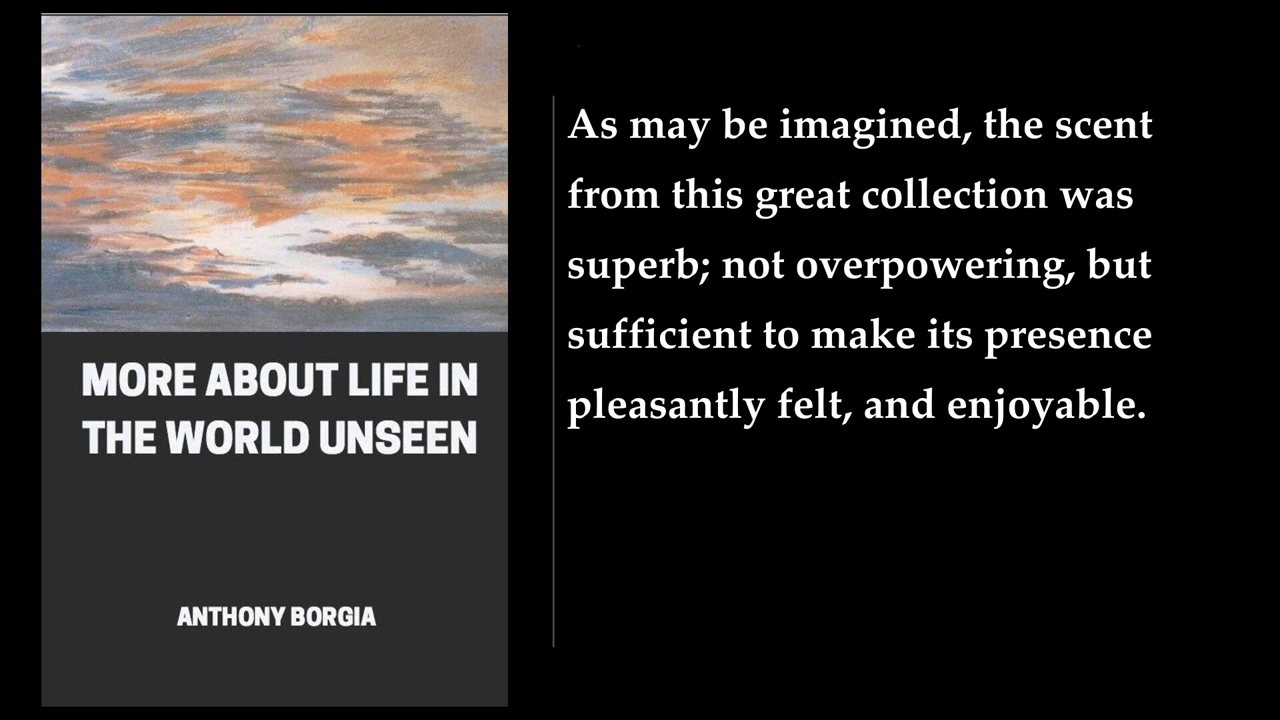 MORE ABOUT LIFE IN
THE WORLD UNSEEN
ANTHONY BORGIA
As may be imagined, the scent
from this great collection was
superb; not overpowering, but
sufficient to make its presence
pleasantly felt, and enjoyable.